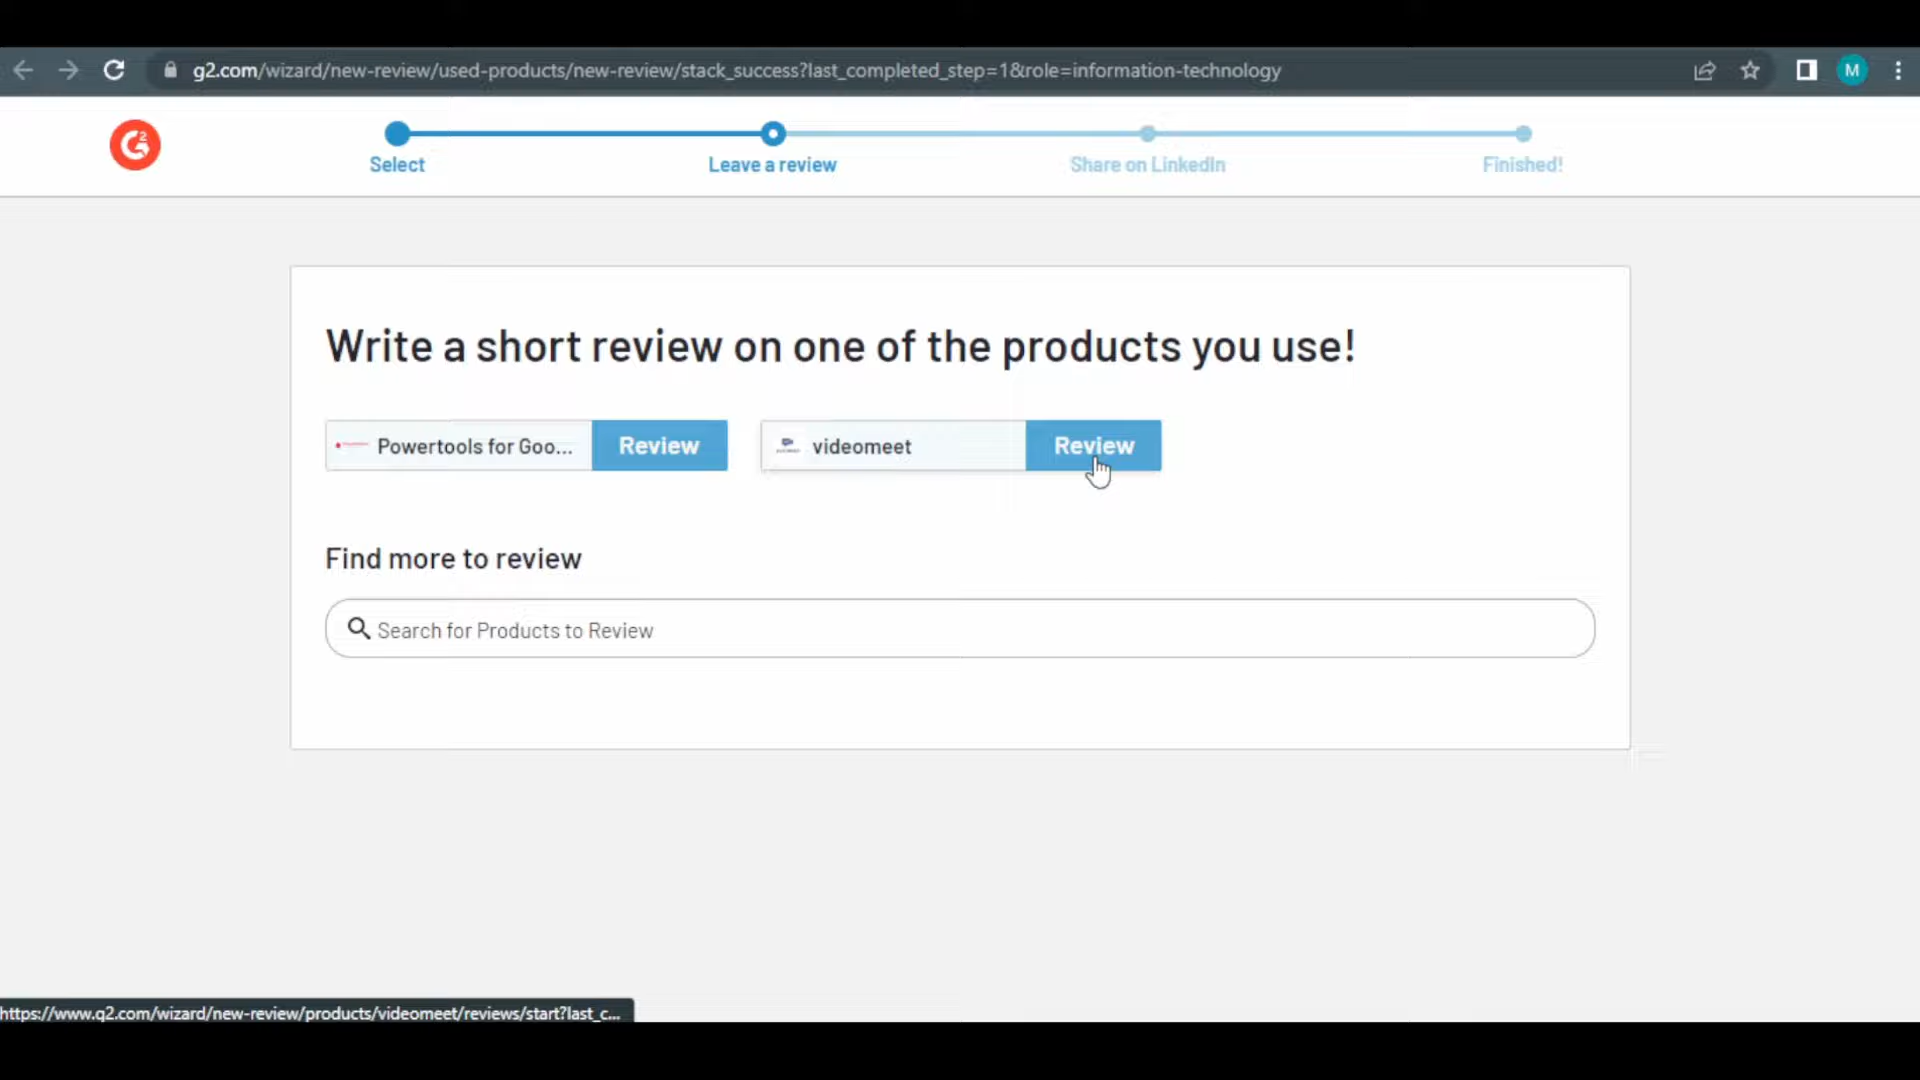 g2.com/wizard/new-review/used-products/new-review/stack_success?last_completed_step=1&role=information-technology
M
G2
Select
Leave a review
Share on LinkedIn
Finished!
Write a short review on one of the products you use!
Powertools for Goo...
Review
videomeet
Review
Find more to review
Search for Products to Review
https://www.g2.com/wizard/new-review/products/videomeet/reviews/start?last_c...